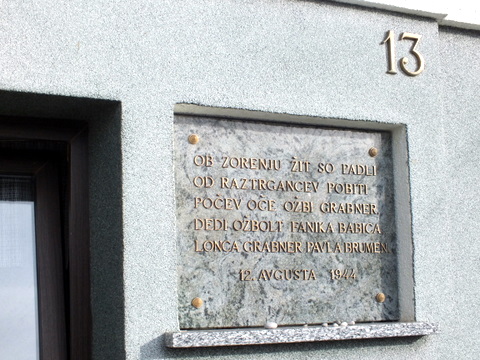 13
OB ZORENJU ŽIT SO PADLI
OD RAZTRGANCEV POBITI
POČEV OČE OŽBI GRABNER.
DEDI OŽBOLT FANIKA BABICA
LONCA GRABNER PAVLA BRUMEN.
12. AVGUSTA 1944